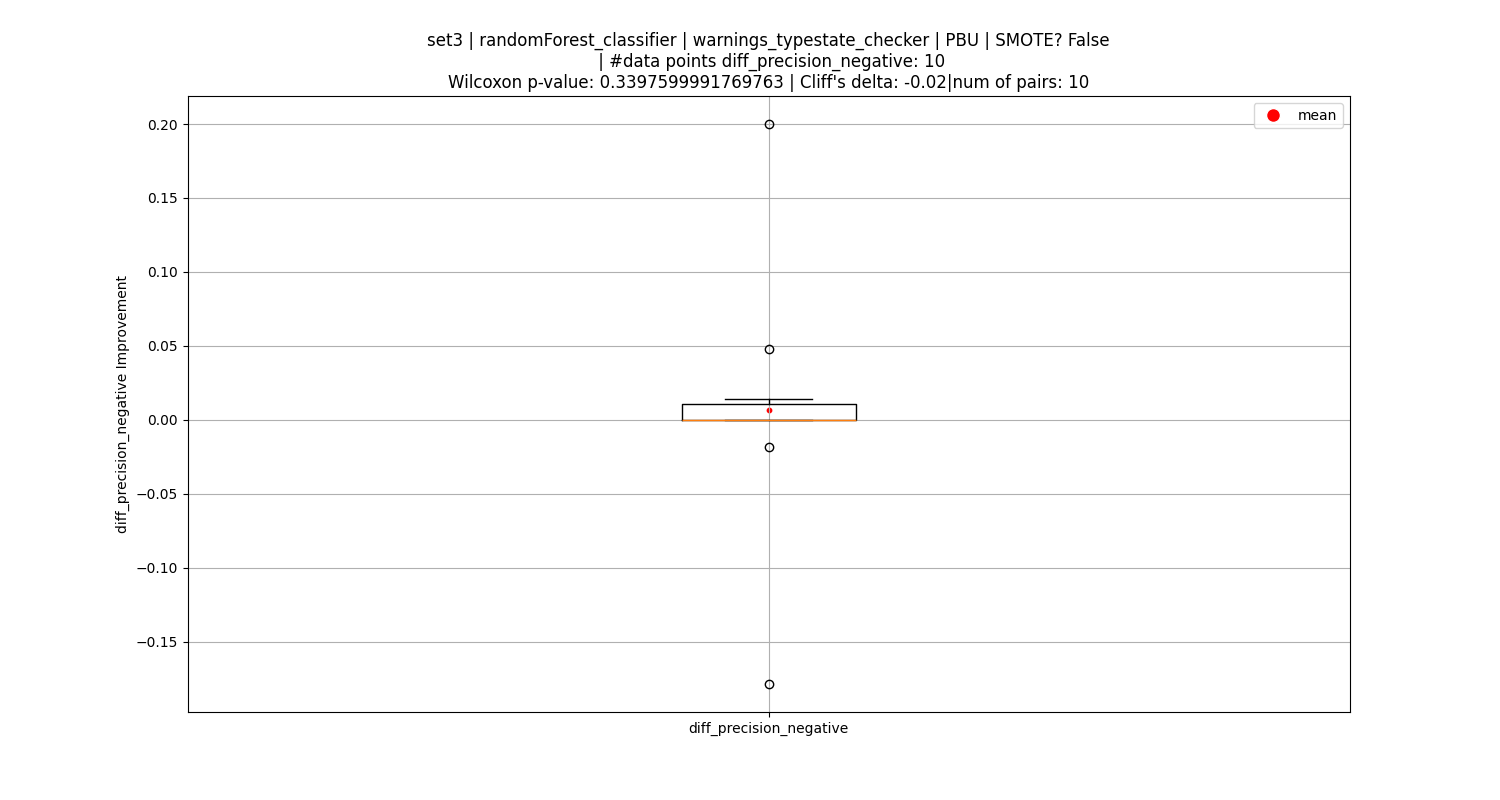 set3 | randomForest_classifier | warnings_typestate_checker | PBU | SMOTE? False
| #data points diff_precision_negative: 10
Wilcoxon p-value: 0.3397599991769763 | Cliff's delta: -0.02|num of pairs: 10
mean
0.20
0.15
0.10
0.05
0.00
−0.05
−0.10
−0.15
diff_precision_negative Improvement
diff_precision_negative